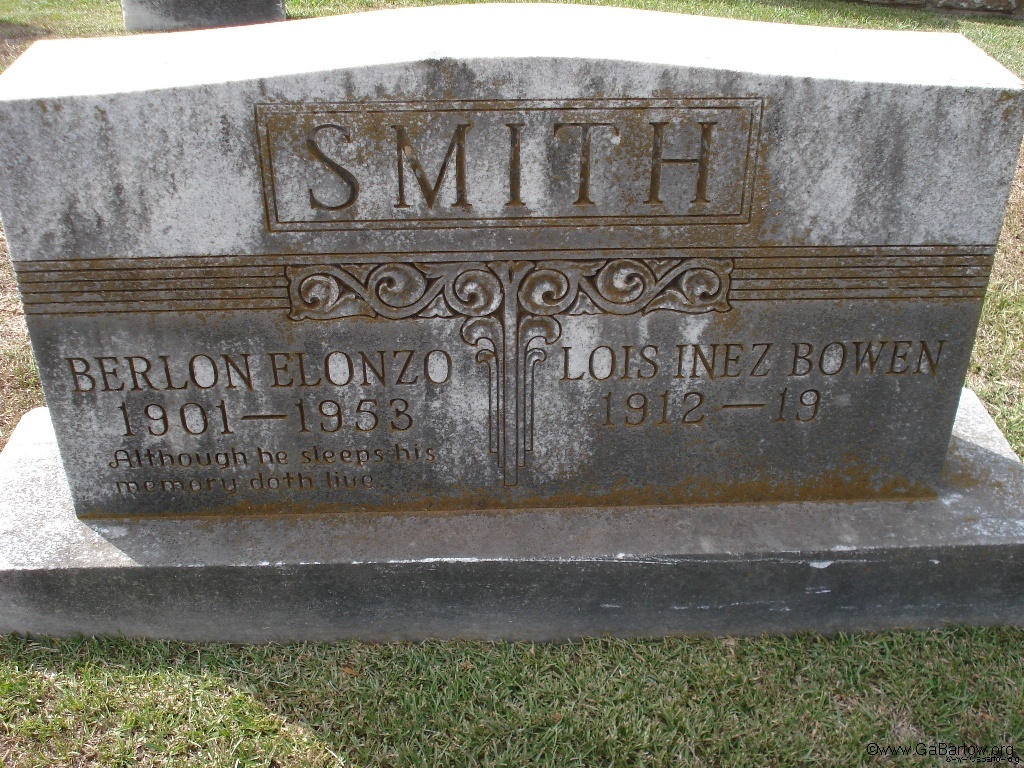 SMITH
BERLON ELONZO
1901—1953
Although he sleeps his
memory doth live.
LOIS INEZ BOWEN
1912—19
©www.GaBartow.org